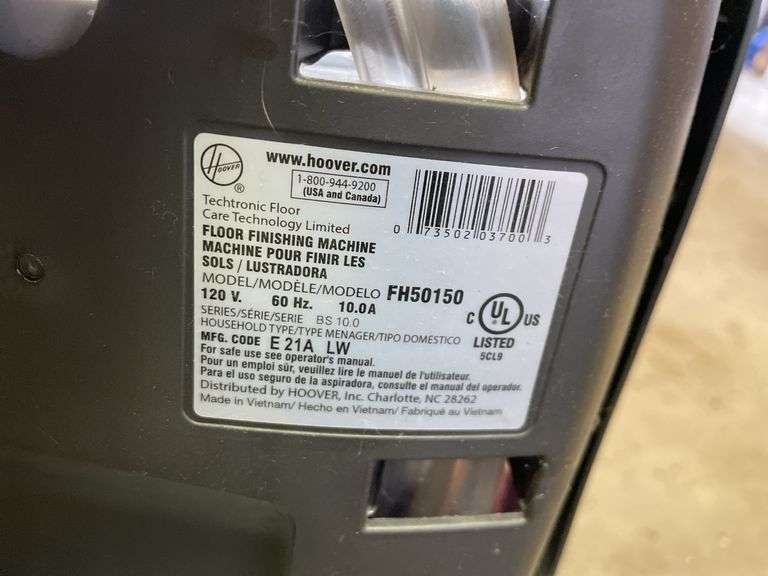 HOOVER
®
www.hoover.com
1-800-944-9200
(USA and Canada)
Techtronic Floor
Care Technology Limited
FLOOR FINISHING MACHINE
MACHINE POUR FINIR LES
SOLS / LUSTRADORA
MODEL/MODÈLE/MODELO FH50150
120 V. 60 Hz. 10.0A
SERIES/SÉRIE/SERIE BS 10.0
HOUSEHOLD TYPE/TYPE MENAGER/TIPO DOMESTICO
MFG. CODE E 21A LW
For safe use see operator's manual.
Pour un emploi sûr, veuillez lire le manuel de l'utilisateur.
Para el uso seguro de la aspiradora, consulte el manual del operador.
Distributed by HOOVER, Inc. Charlotte, NC 28262
Made in Vietnam/ Hecho en Vietnam/ Fabriqué au Vietnam
0 73502 03700 3
C UL US
LISTED
5CL9